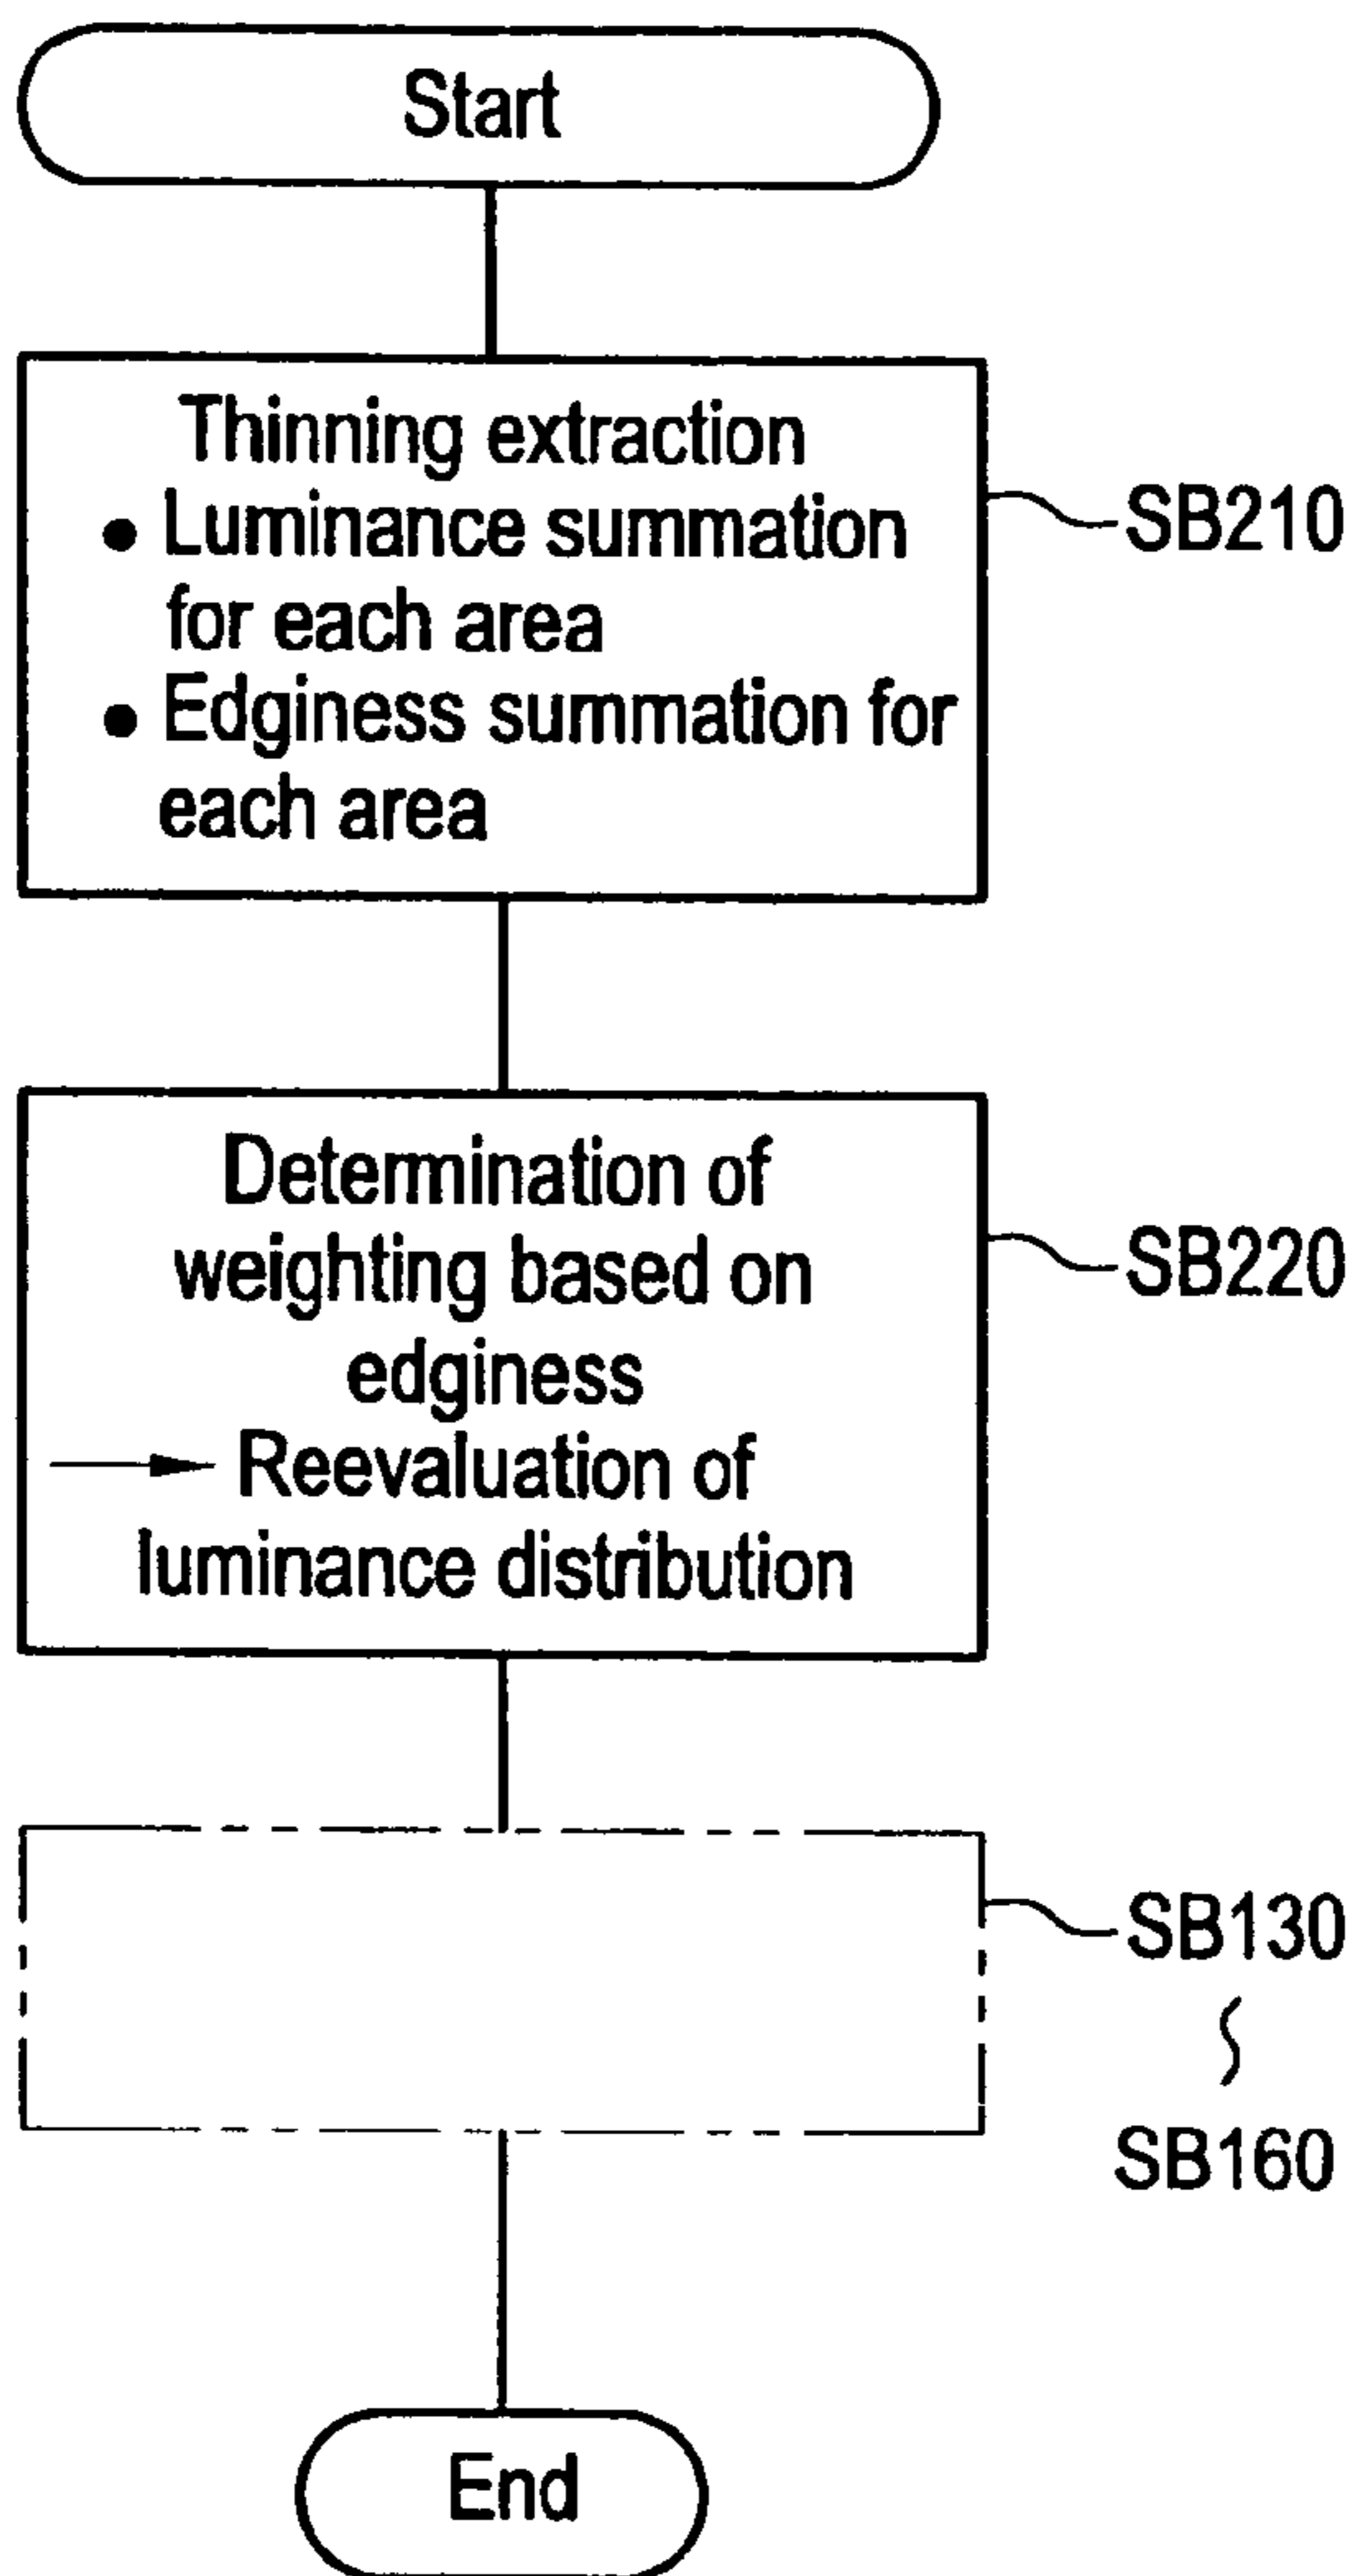 Start
Thinning extraction
● Luminance summation
for each area
● Edginess summation for
each area
SB210
Determination of
weighting based on
edginess
→ Reevaluation of
luminance distribution
SB220
SB130
~
SB160
End